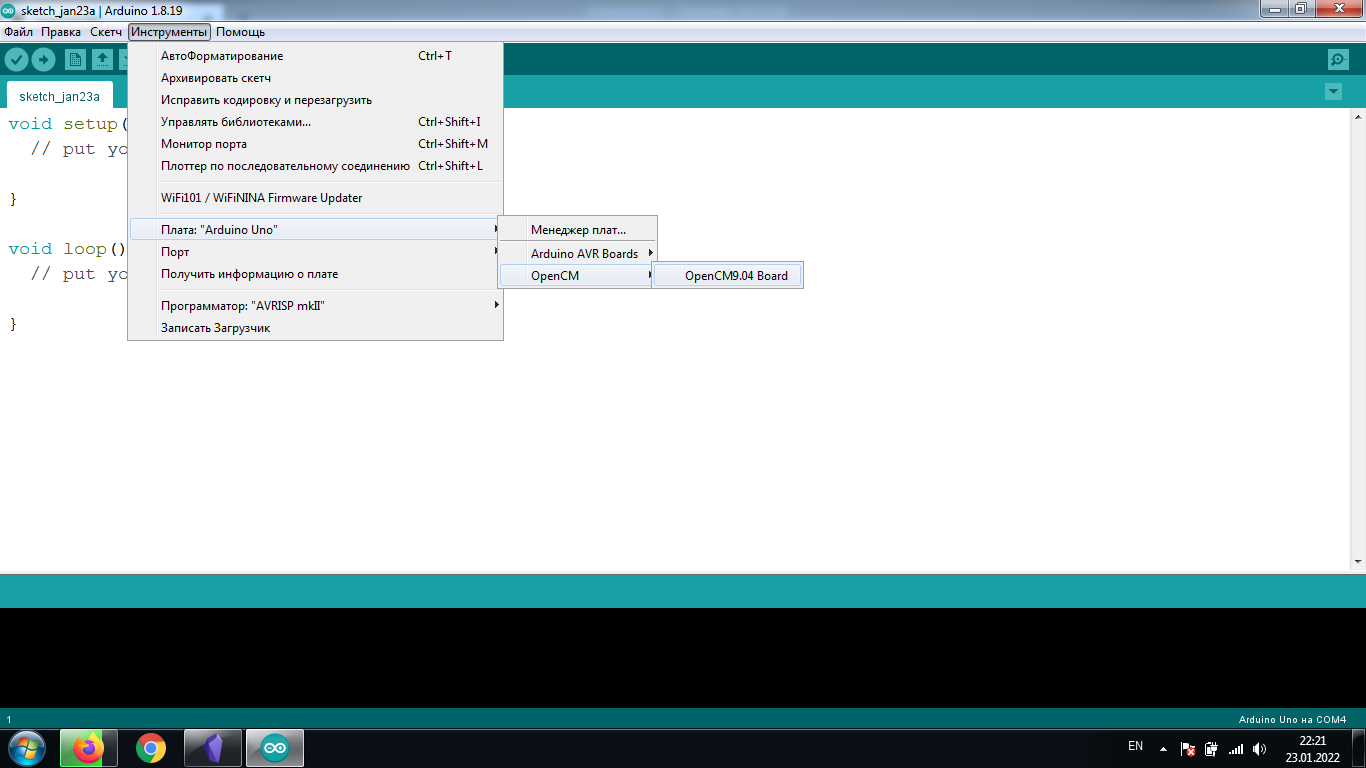 sketch_jan23a | Arduino 1.8.19
Файл Правка Скетч Инструменты Помощь
АвтоФорматирование Ctrl+T
Архивировать скетч
Исправить кодировку и перезагрузить
Управлять библиотеками... Ctrl+Shift+I
Монитор порта Ctrl+Shift+M
Плоттер по последовательному соединению Ctrl+Shift+L
WiFi101 / WiFiNINA Firmware Updater
Плата: "Arduino Uno"
Порт
Получить информацию о плате
Программатор: "AVRISP mkII"
Записать Загрузчик
Менеджер плат...
Arduino AVR Boards
OpenCM
OpenCM9.04 Board
sketch_jan23a
void setup(
// put yo
}
void loop()
// put yo
}
1 Arduino Uno на COM4
EN
22:21
23.01.2022